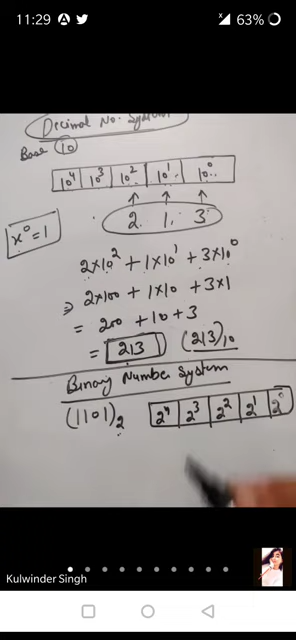 11:29
63%
Decimal No. System
Base 10
10⁴ 10³ 10² 10¹ 10⁰
2 1 3
x⁰=1
2×10² + 1×10¹ + 3×10⁰
⇒ 2×100 + 1×10 + 3×1
= 200 + 10 + 3
= 213 (213)₁₀
Binary Number System
(1101)₂ 2⁴ 2³ 2² 2¹ 2⁰
Kulwinder Singh